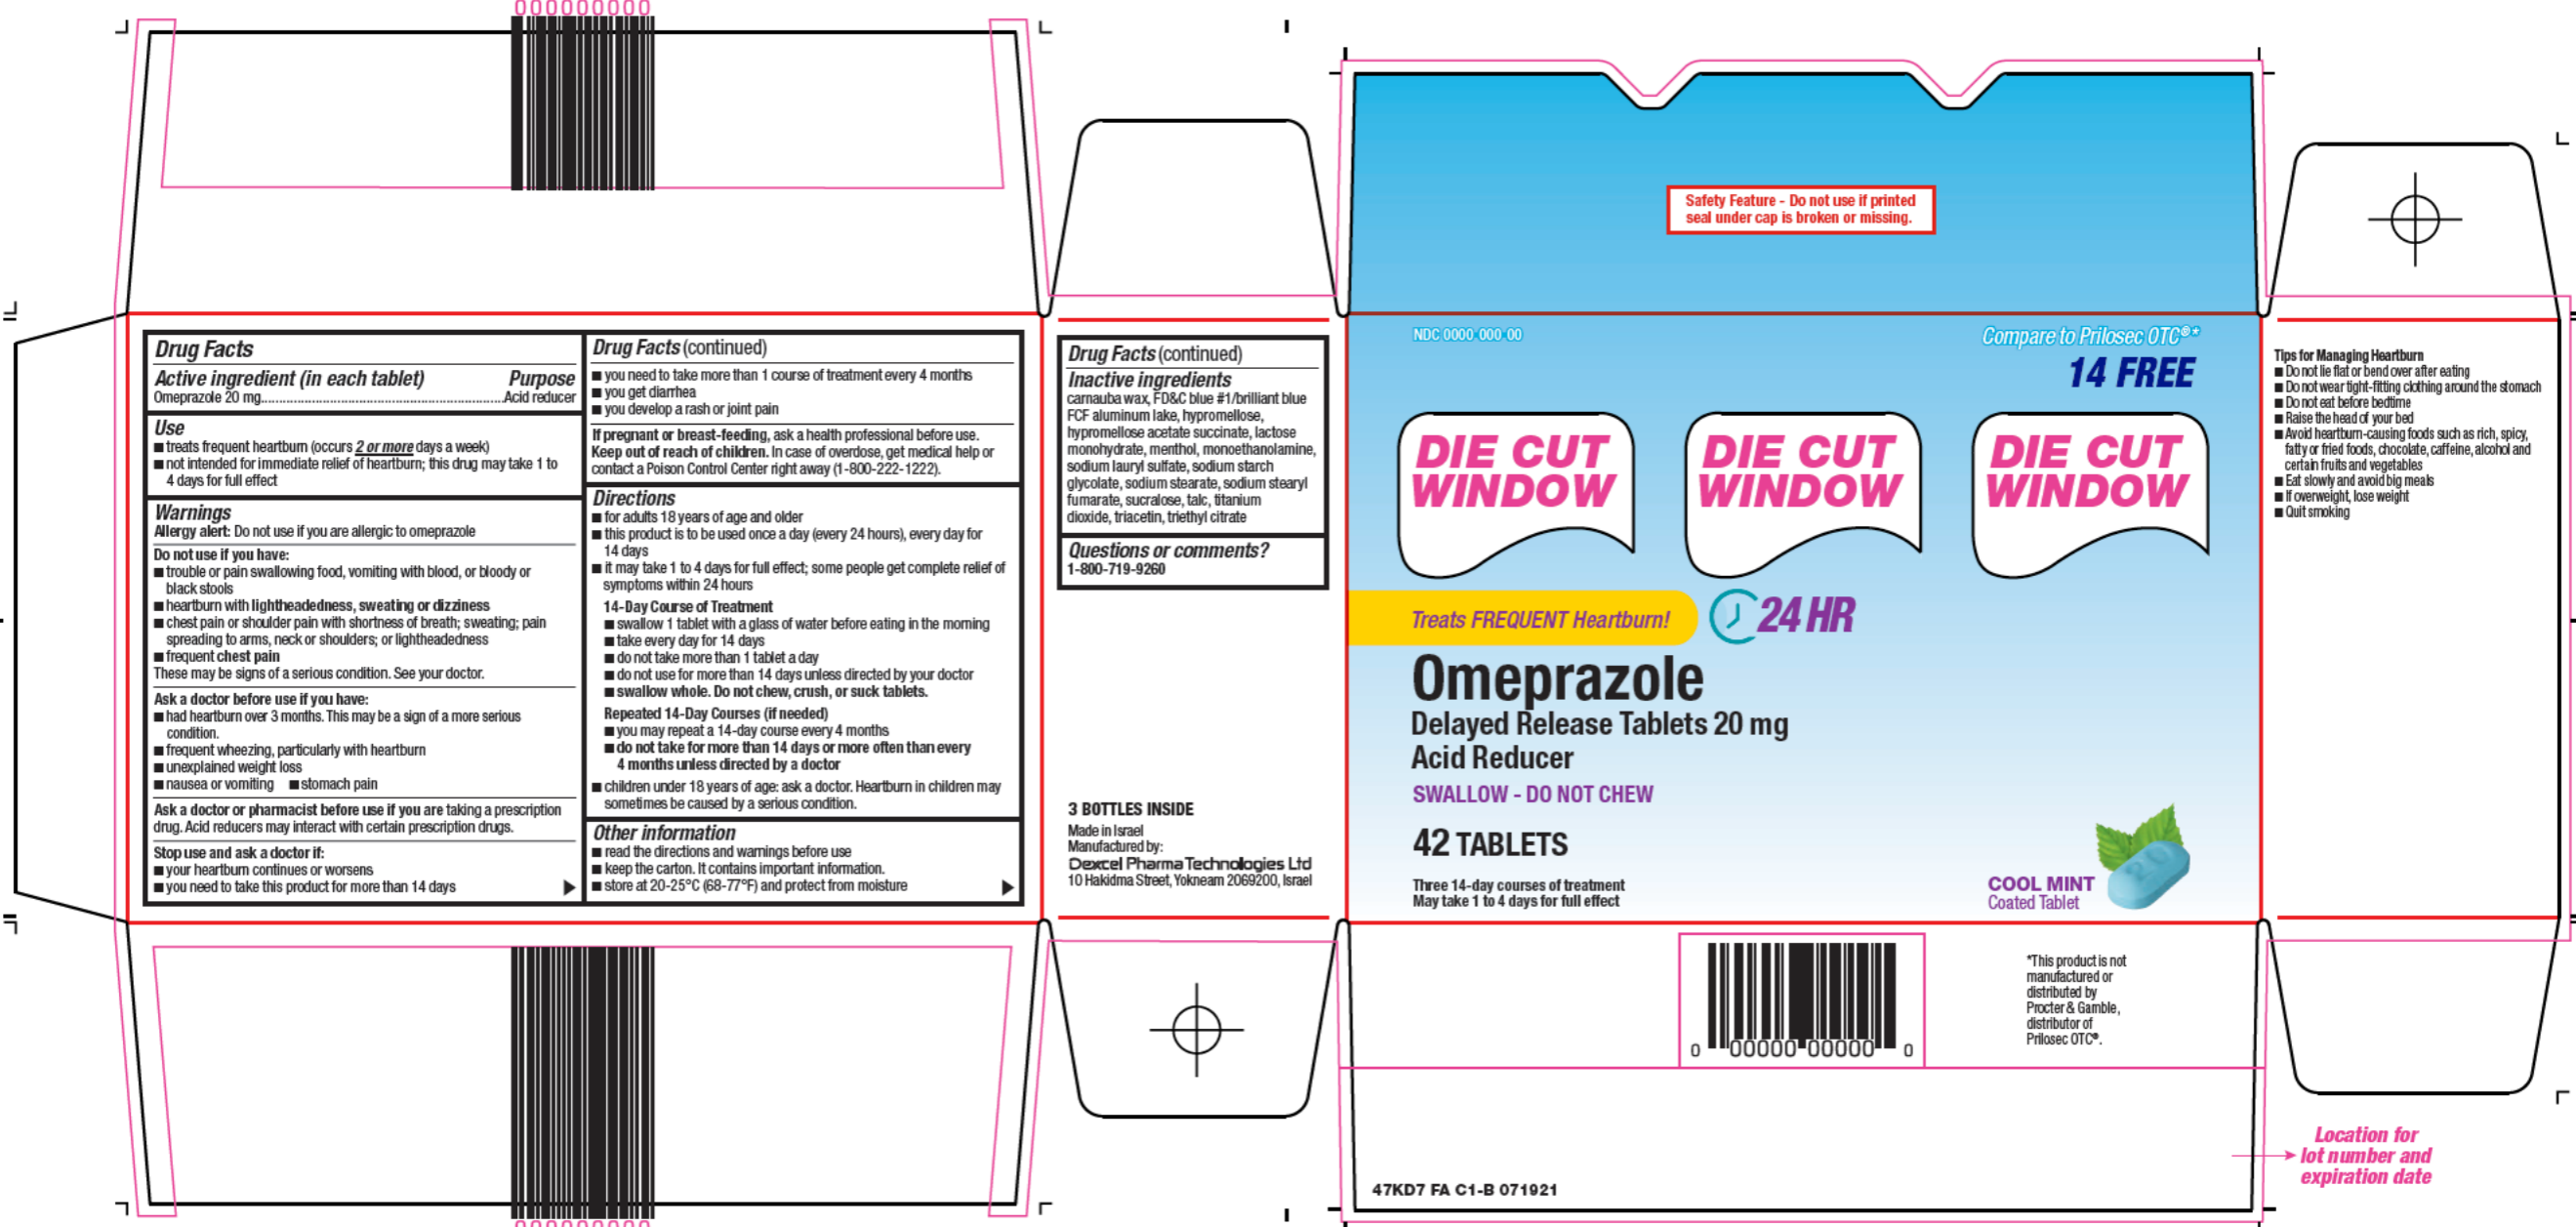 000000000
Drug Facts
Active ingredient (in each tablet) Purpose
Omeprazole 20 mg....................................................................Acid reducer
Use
■ treats frequent heartburn (occurs 2 or more days a week)
■ not intended for immediate relief of heartburn; this drug may take 1 to
4 days for full effect
Warnings
Allergy alert: Do not use if you are allergic to omeprazole
Do not use if you have:
■ trouble or pain swallowing food, vomiting with blood, or bloody or
black stools
■ heartburn with lightheadedness, sweating or dizziness
■ chest pain or shoulder pain with shortness of breath; sweating; pain
spreading to arms, neck or shoulders; or lightheadedness
■ frequent chest pain
These may be signs of a serious condition. See your doctor.
Ask a doctor before use if you have:
■ had heartburn over 3 months. This may be a sign of a more serious
condition.
■ frequent wheezing, particularly with heartburn
■ unexplained weight loss
■ nausea or vomiting ■ stomach pain
Ask a doctor or pharmacist before use if you are taking a prescription
drug. Acid reducers may interact with certain prescription drugs.
Stop use and ask a doctor if:
■ your heartburn continues or worsens
■ you need to take this product for more than 14 days
Drug Facts (continued)
■ you need to take more than 1 course of treatment every 4 months
■ you get diarrhea
■ you develop a rash or joint pain
If pregnant or breast-feeding, ask a health professional before use.
Keep out of reach of children. In case of overdose, get medical help or
contact a Poison Control Center right away (1-800-222-1222).
Directions
■ for adults 18 years of age and older
■ this product is to be used once a day (every 24 hours), every day for
14 days
■ it may take 1 to 4 days for full effect; some people get complete relief of
symptoms within 24 hours
14-Day Course of Treatment
■ swallow 1 tablet with a glass of water before eating in the morning
■ take every day for 14 days
■ do not take more than 1 tablet a day
■ do not use for more than 14 days unless directed by your doctor
■ swallow whole. Do not chew, crush, or suck tablets.
Repeated 14-Day Courses (if needed)
■ you may repeat a 14-day course every 4 months
■ do not take for more than 14 days or more often than every
4 months unless directed by a doctor
■ children under 18 years of age: ask a doctor. Heartburn in children may
sometimes be caused by a serious condition.
Other information
■ read the directions and warnings before use
■ keep the carton. It contains important information.
■ store at 20-25°C (68-77°F) and protect from moisture
000000000
Drug Facts (continued)
Inactive ingredients
carnauba wax, FD&C blue #1/brilliant blue
FCF aluminum lake, hypromellose,
hypromellose acetate succinate, lactose
monohydrate, menthol, monoethanolamine,
sodium lauryl sulfate, sodium starch
glycolate, sodium stearate, sodium stearyl
fumarate, sucralose, talc, titanium
dioxide, triacetin, triethyl citrate
Questions or comments?
1-800-719-9260
3 BOTTLES INSIDE
Made in Israel
Manufactured by:
Dexcel Pharma Technologies Ltd
10 Hakidma Street, Yokneam 2069200, Israel
Safety Feature - Do not use if printed
seal under cap is broken or missing.
NDC 0000-000-00
Compare to Prilosec OTC®*
14 FREE
DIE CUT
WINDOW
DIE CUT
WINDOW
DIE CUT
WINDOW
Treats FREQUENT Heartburn!
24 HR
Omeprazole
Delayed Release Tablets 20 mg
Acid Reducer
SWALLOW - DO NOT CHEW
42 TABLETS
Three 14-day courses of treatment
May take 1 to 4 days for full effect
20
COOL MINT
Coated Tablet
0 00000 00000 0
*This product is not
manufactured or
distributed by
Procter & Gamble,
distributor of
Prilosec OTC®.
47KD7 FA C1-B 071921
Tips for Managing Heartburn
■ Do not lie flat or bend over after eating
■ Do not wear tight-fitting clothing around the stomach
■ Do not eat before bedtime
■ Raise the head of your bed
■ Avoid heartburn-causing foods such as rich, spicy,
fatty or fried foods, chocolate, caffeine, alcohol and
certain fruits and vegetables
■ Eat slowly and avoid big meals
■ If overweight, lose weight
■ Quit smoking
Location for
lot number and
expiration date